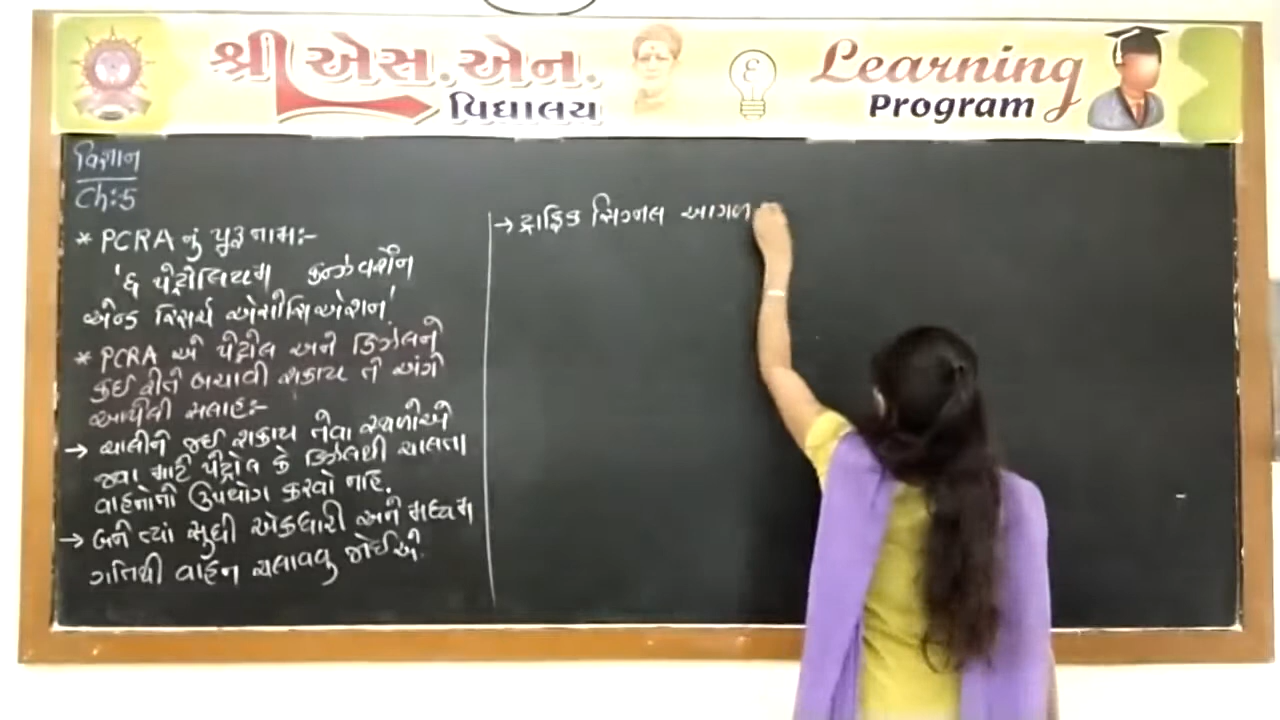 શ્રી એસ.એન.
વિદ્યાલય
Learning
Program
વિજ્ઞાન
Ch:5
* PCRA નું પુરૂ નામ:-
'ધ પેટ્રોલિયમ કન્ઝર્વેશન
એન્ડ રિસર્ચ એસોસિએશન'
* PCRA એ પેટ્રોલ અને ડિઝલને
કઈ રીતે બચાવી શકાય તે અંગે
આપેલી સલાહ:-
→ ચાલીને જઈ શકાય તેવા સ્થળોએ
જવા માટે પેટ્રોલ કે ડિઝલથી ચાલતા
વાહનોનો ઉપયોગ કરવો નહિ.
→ બને ત્યાં સુધી એકધારી અને મધ્યમ
ગતિથી વાહન ચલાવવુ જોઈએ.
→ ટ્રાફિક સિગ્નલ આગળ